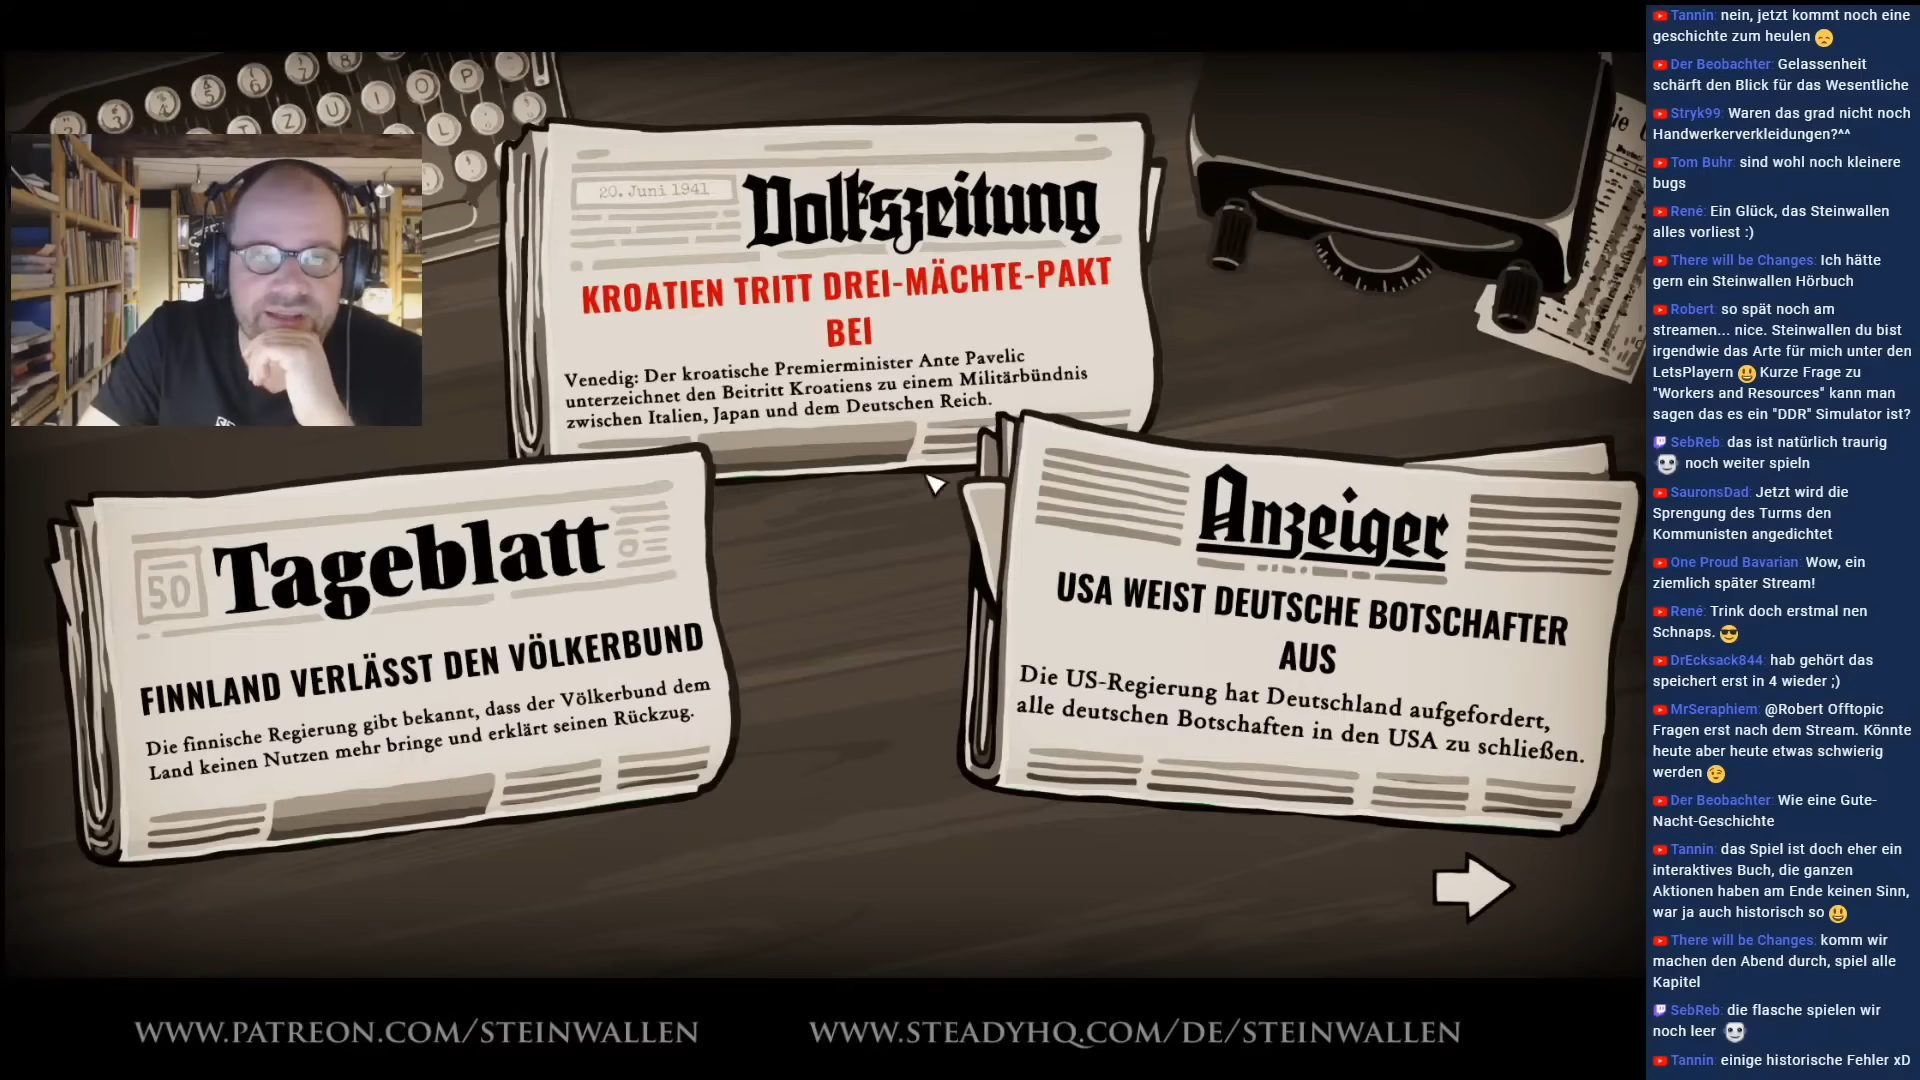 20. Juni 1941
Volkszeitung
KROATIEN TRITT DREI-MÄCHTE-PAKT
BEI
Venedig: Der kroatische Premierminister Ante Pavelic
unterzeichnet den Beitritt Kroatiens zu einem Militärbündnis
zwischen Italien, Japan und dem Deutschen Reich.
50
Tageblatt
FINNLAND VERLÄSST DEN VÖLKERBUND
Die finnische Regierung gibt bekannt, dass der Völkerbund dem
Land keinen Nutzen mehr bringe und erklärt seinen Rückzug.
Anzeiger
USA WEIST DEUTSCHE BOTSCHAFTER
AUS
Die US-Regierung hat Deutschland aufgefordert,
alle deutschen Botschaften in den USA zu schließen.
WWW.PATREON.COM/STEINWALLEN
WWW.STEADYHQ.COM/DE/STEINWALLEN
Tannin: nein, jetzt kommt noch eine
geschichte zum heulen 😞
Der Beobachter: Gelassenheit
schärft den Blick für das Wesentliche
Stryk99: Waren das grad nicht noch
Handwerkerverkleidungen?^^
Tom Buhr: sind wohl noch kleinere
bugs
René: Ein Glück, das Steinwallen
alles vorliest :)
There will be Changes: Ich hätte
gern ein Steinwallen Hörbuch
Robert: so spät noch am
streamen... nice. Steinwallen du bist
irgendwie das Arte für mich unter den
LetsPlayern 😃 Kurze Frage zu
"Workers and Resources" kann man
sagen das es ein "DDR" Simulator ist?
SebReb: das ist natürlich traurig
noch weiter spieln
SauronsDad: Jetzt wird die
Sprengung des Turms den
Kommunisten angedichtet
One Proud Bavarian: Wow, ein
ziemlich später Stream!
René: Trink doch erstmal nen
Schnaps. 😎
DrEcksack844: hab gehört das
speichert erst in 4 wieder ;)
MrSeraphiem: @Robert Offtopic
Fragen erst nach dem Stream. Könnte
heute aber heute etwas schwierig
werden 😉
Der Beobachter: Wie eine Gute-
Nacht-Geschichte
Tannin: das Spiel ist doch eher ein
interaktives Buch, die ganzen
Aktionen haben am Ende keinen Sinn,
war ja auch historisch so 😃
There will be Changes: komm wir
machen den Abend durch, spiel alle
Kapitel
SebReb: die flasche spielen wir
noch leer
Tannin: einige historische Fehler xD